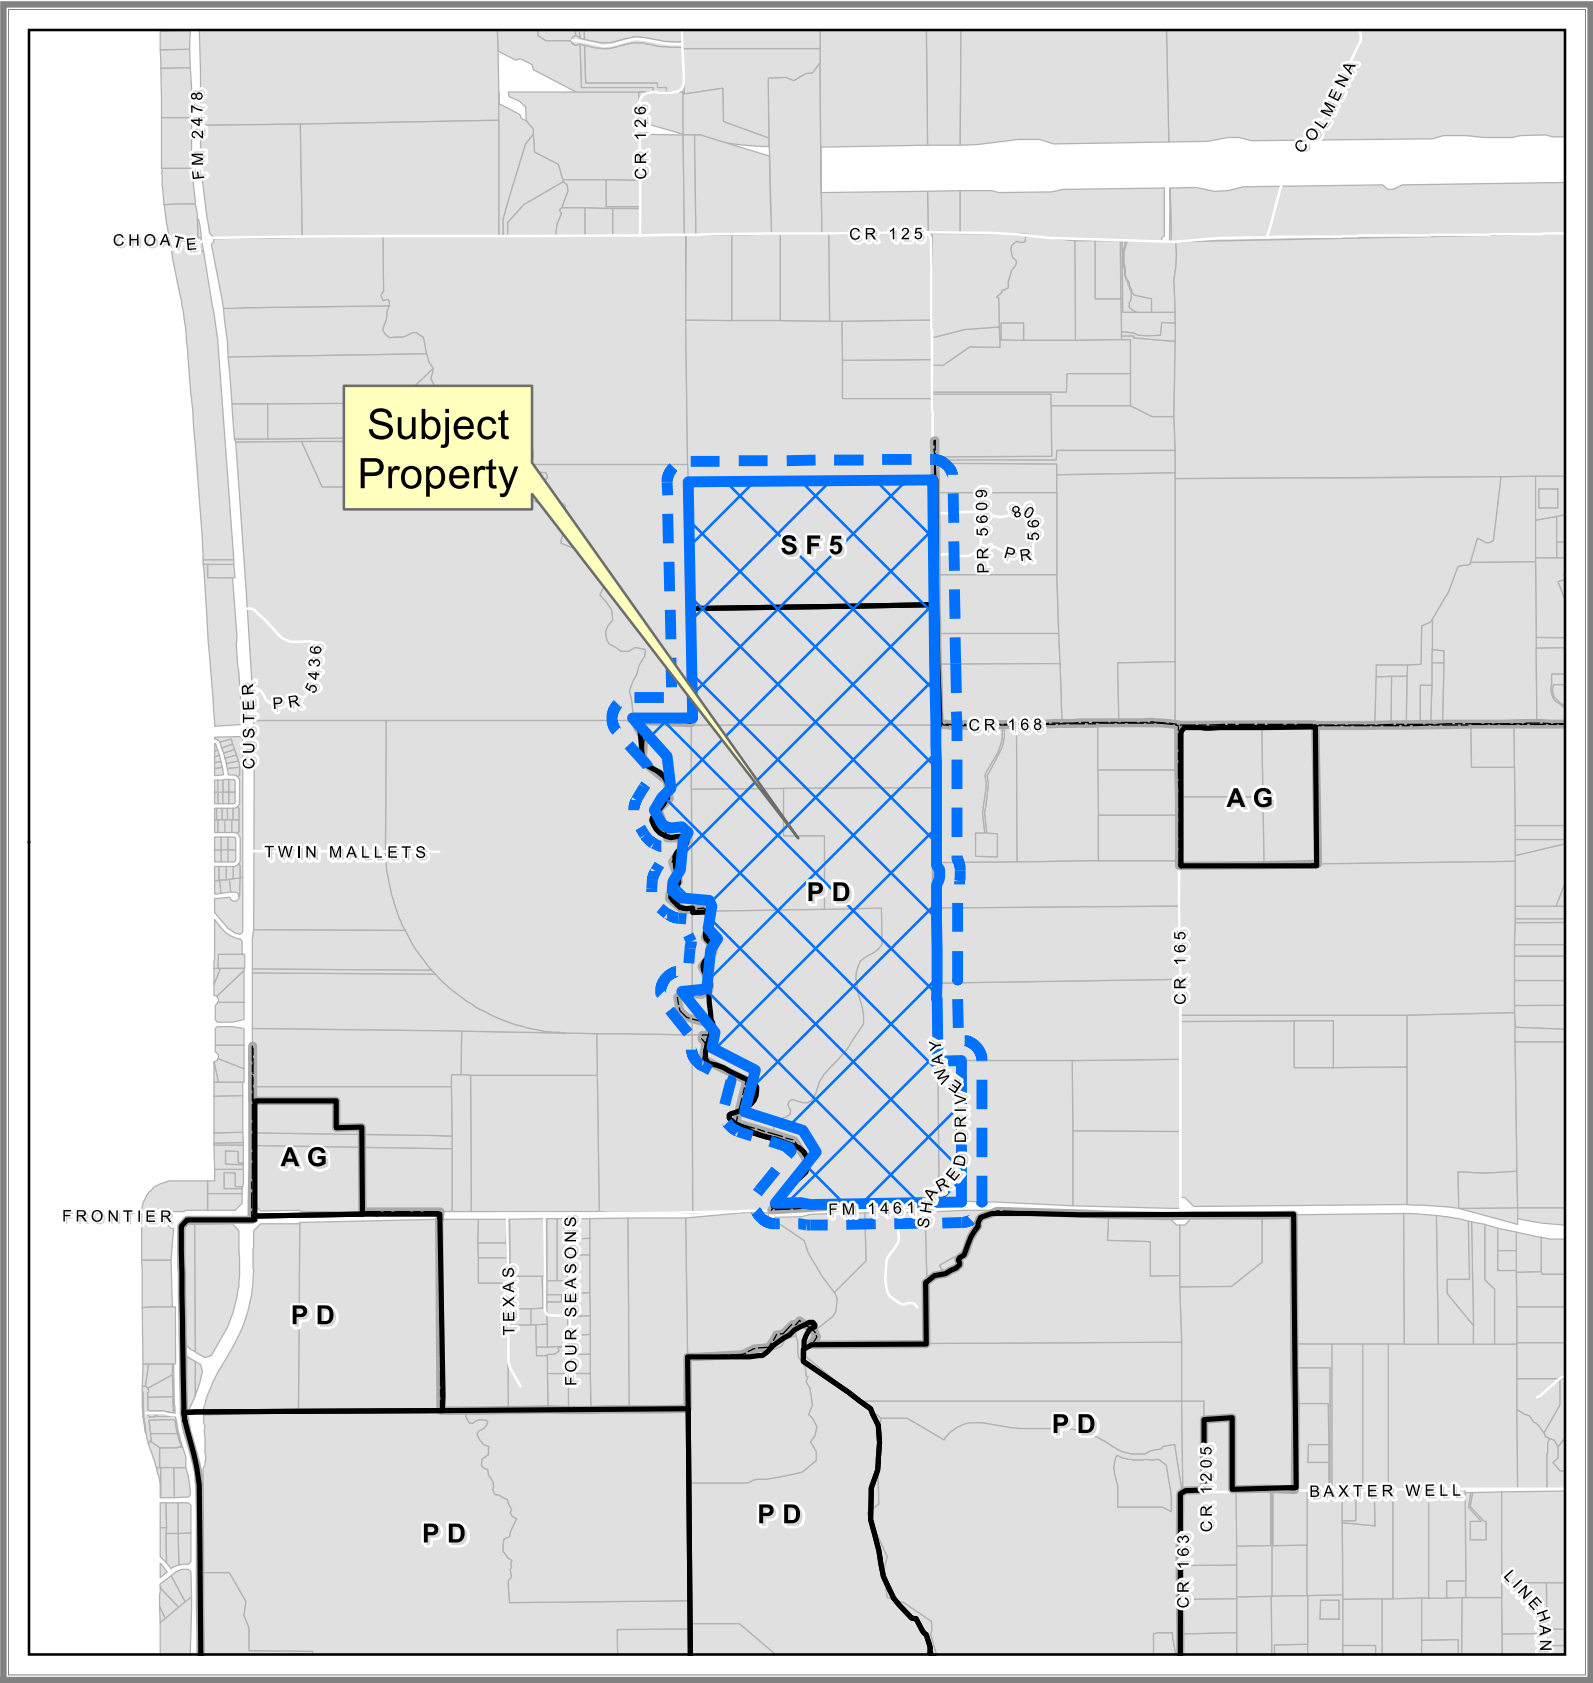 COLMENA
FM 2478
CR 126
CHOATE
CR 125
Subject
Property
SF5
PR 5609
PR 5608
PR 5436
CUSTER
CR 168
AG
TWIN MALLETS
PD
CR 165
SHARED DRIVEWAY
AG
FRONTIER
FM 1461
TEXAS
FOUR SEASONS
PD
PD
PD
PD
CR 1205
BAXTER WELL
CR 163
LINEHAN